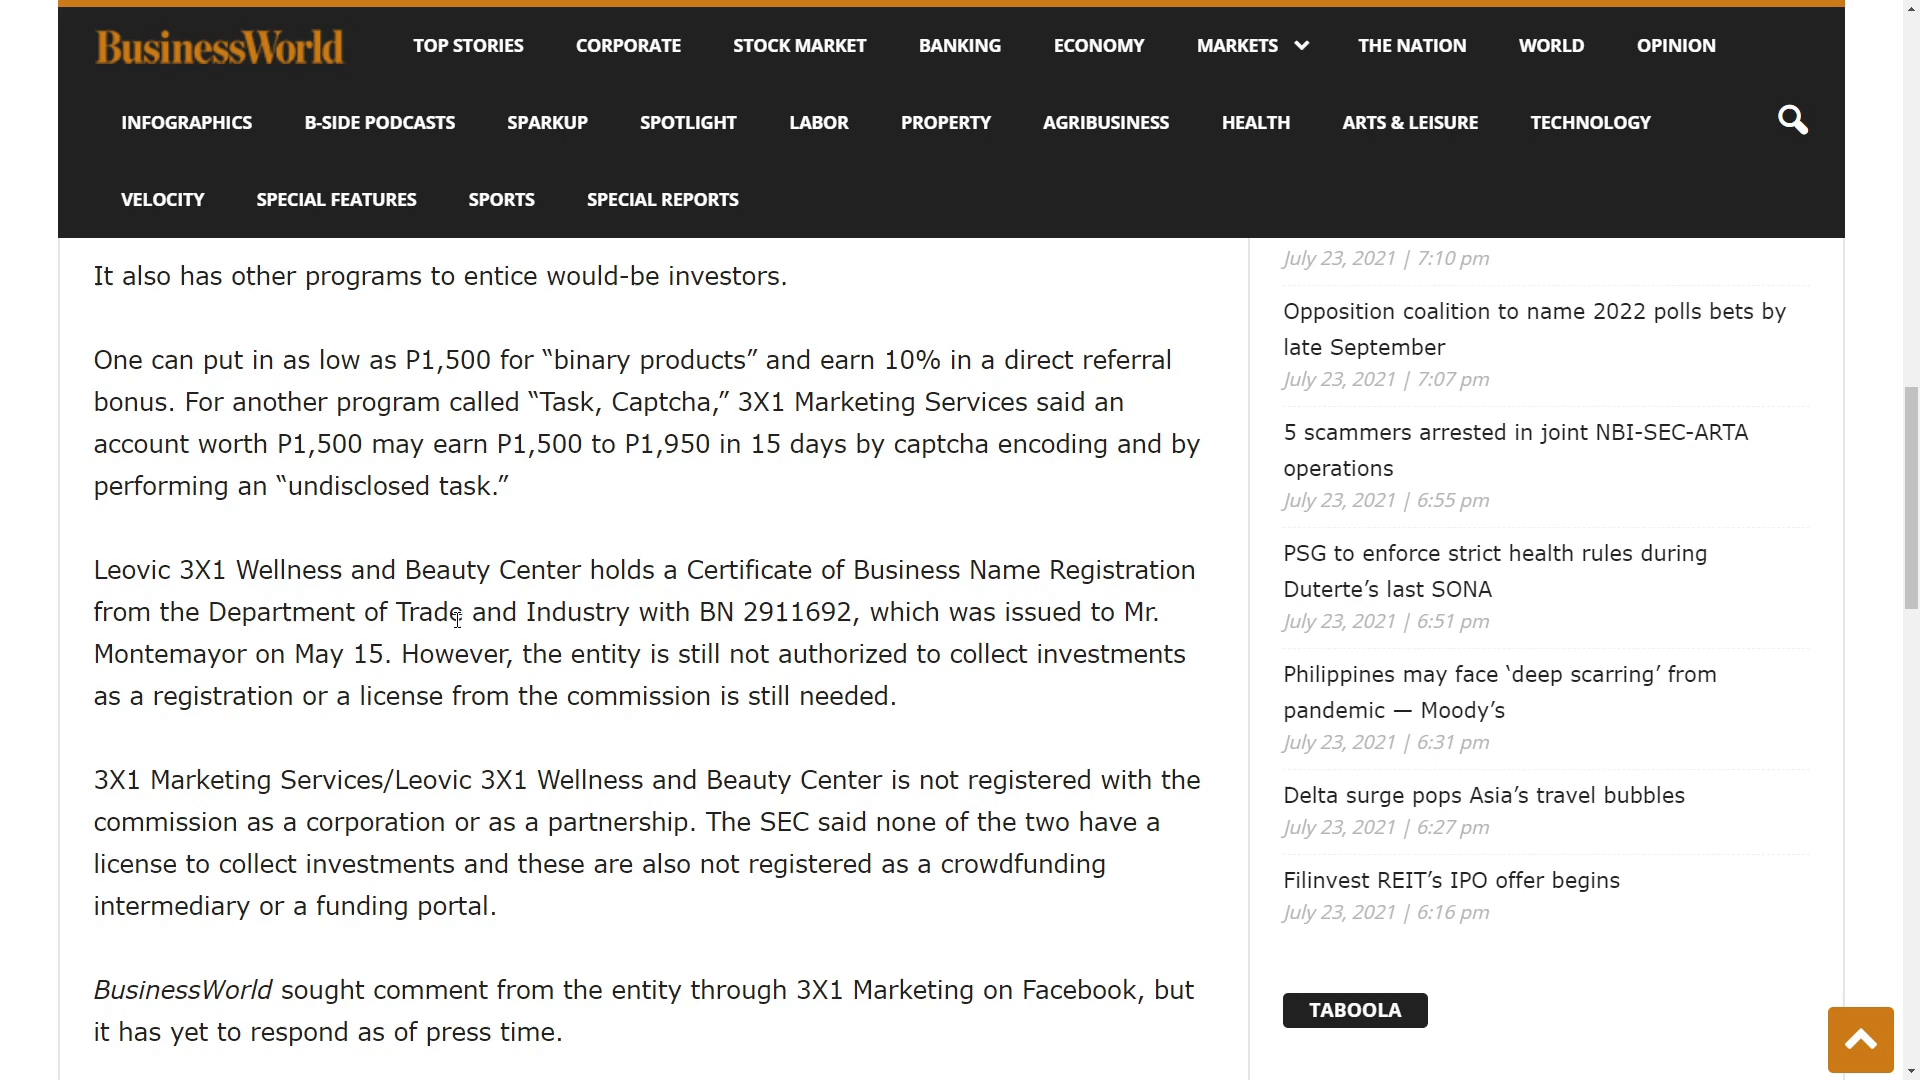 BusinessWorld
TOP STORIES CORPORATE STOCK MARKET BANKING ECONOMY MARKETS THE NATION WORLD OPINION
INFOGRAPHICS B-SIDE PODCASTS SPARKUP SPOTLIGHT LABOR PROPERTY AGRIBUSINESS HEALTH ARTS & LEISURE TECHNOLOGY
VELOCITY SPECIAL FEATURES SPORTS SPECIAL REPORTS
It also has other programs to entice would-be investors.
One can put in as low as P1,500 for “binary products” and earn 10% in a direct referral
bonus. For another program called “Task, Captcha,” 3X1 Marketing Services said an
account worth P1,500 may earn P1,500 to P1,950 in 15 days by captcha encoding and by
performing an “undisclosed task.”
Leovic 3X1 Wellness and Beauty Center holds a Certificate of Business Name Registration
from the Department of Trade and Industry with BN 2911692, which was issued to Mr.
Montemayor on May 15. However, the entity is still not authorized to collect investments
as a registration or a license from the commission is still needed.
3X1 Marketing Services/Leovic 3X1 Wellness and Beauty Center is not registered with the
commission as a corporation or as a partnership. The SEC said none of the two have a
license to collect investments and these are also not registered as a crowdfunding
intermediary or a funding portal.
BusinessWorld sought comment from the entity through 3X1 Marketing on Facebook, but
it has yet to respond as of press time.
July 23, 2021 | 7:10 pm
Opposition coalition to name 2022 polls bets by
late September
July 23, 2021 | 7:07 pm
5 scammers arrested in joint NBI-SEC-ARTA
operations
July 23, 2021 | 6:55 pm
PSG to enforce strict health rules during
Duterte’s last SONA
July 23, 2021 | 6:51 pm
Philippines may face ‘deep scarring’ from
pandemic — Moody’s
July 23, 2021 | 6:31 pm
Delta surge pops Asia’s travel bubbles
July 23, 2021 | 6:27 pm
Filinvest REIT’s IPO offer begins
July 23, 2021 | 6:16 pm
TABOOLA